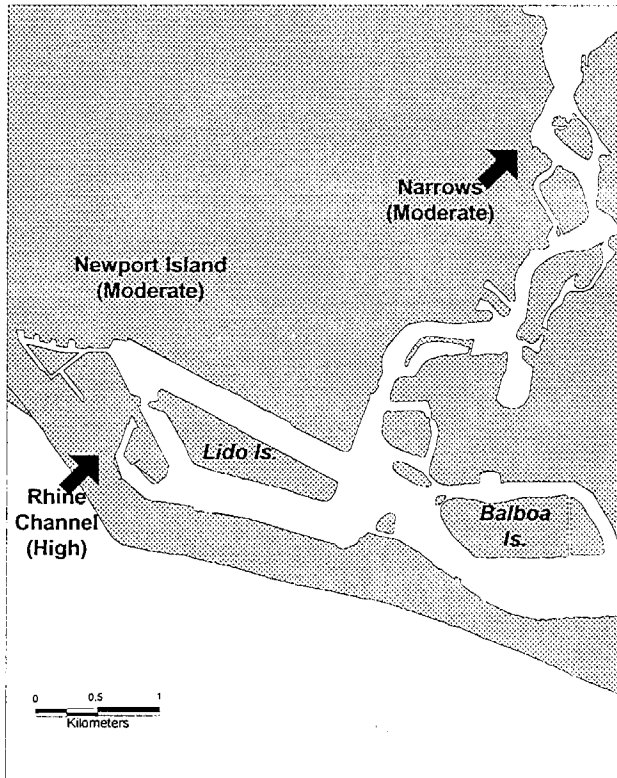 Narrows
(Moderate)
Newport Island
(Moderate)
Lido Is.
Rhine
Channel
(High)
Balboa
Is.
0 0.5 1
Kilometers